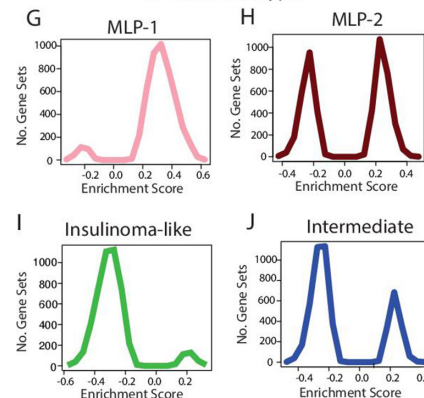 G
MLP-1
No. Gene Sets
1000
800
600
400
200
0
-0.2 0.0 0.2 0.4 0.6
Enrichment Score
H
MLP-2
No. Gene Sets
1000
800
600
400
200
0
-0.4 -0.2 0.0 0.2 0.4
Enrichment Score
I
Insulinoma-like
No. Gene Sets
1000
800
600
400
200
0
-0.6 -0.4 -0.2 0.0 0.2
Enrichment Score
J
Intermediate
No. Gene Sets
1000
800
600
400
200
0
-0.4 -0.2 0.0 0.2
Enrichment Score